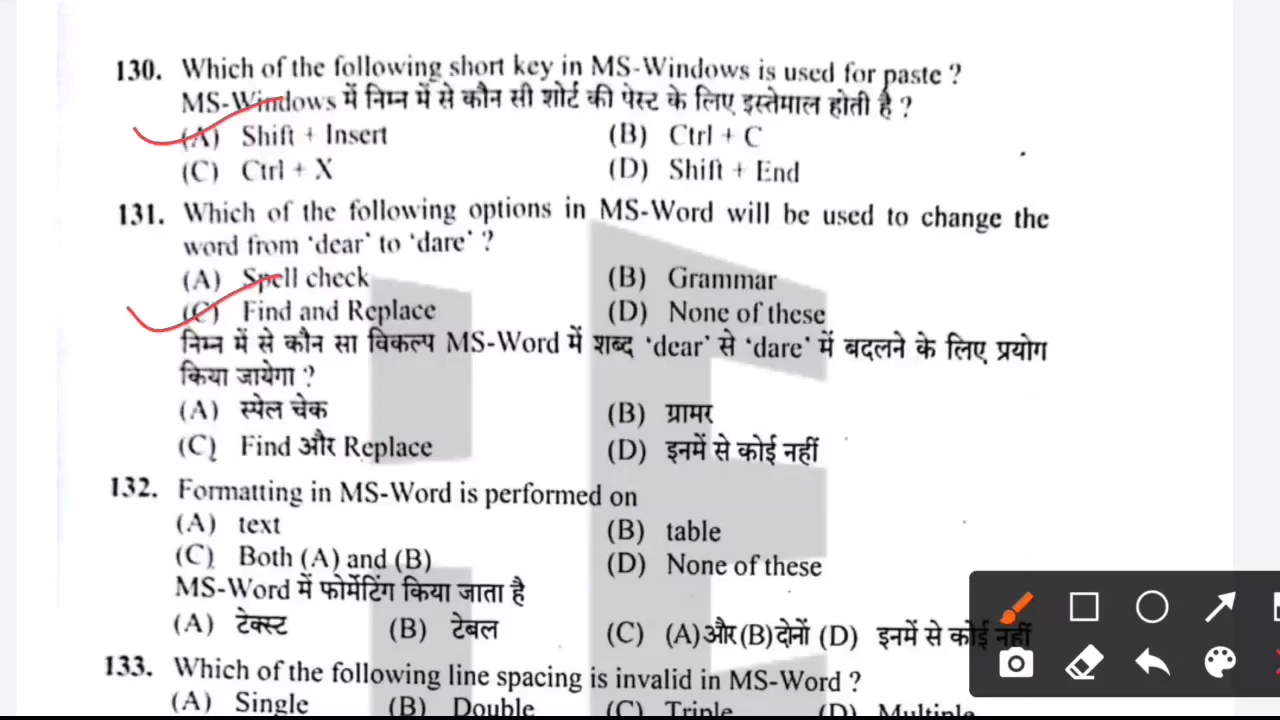 130. Which of the following short key in MS-Windows is used for paste ?
MS-Windows में निम्न में से कौन सी शोर्ट की पेस्ट के लिए इस्तेमाल होती है ?
(A) Shift + Insert (B) Ctrl + C
(C) Ctrl + X (D) Shift + End
131. Which of the following options in MS-Word will be used to change the
word from ‘dear’ to ‘dare’ ?
(A) Spell check (B) Grammar
(C) Find and Replace (D) None of these
निम्न में से कौन सा विकल्प MS-Word में शब्द ‘dear’ से ‘dare’ में बदलने के लिए प्रयोग
किया जायेगा ?
(A) स्पेल चेक (B) ग्रामर
(C) Find और Replace (D) इनमें से कोई नहीं
132. Formatting in MS-Word is performed on
(A) text (B) table
(C) Both (A) and (B) (D) None of these
MS-Word में फोर्मेटिंग किया जाता है
(A) टेक्स्ट (B) टेबल (C) (A) और (B) दोनों (D) इनमें से कोई नहीं
133. Which of the following line spacing is invalid in MS-Word ?
(A) Single (B) Double (C) Triple (D) Multiple